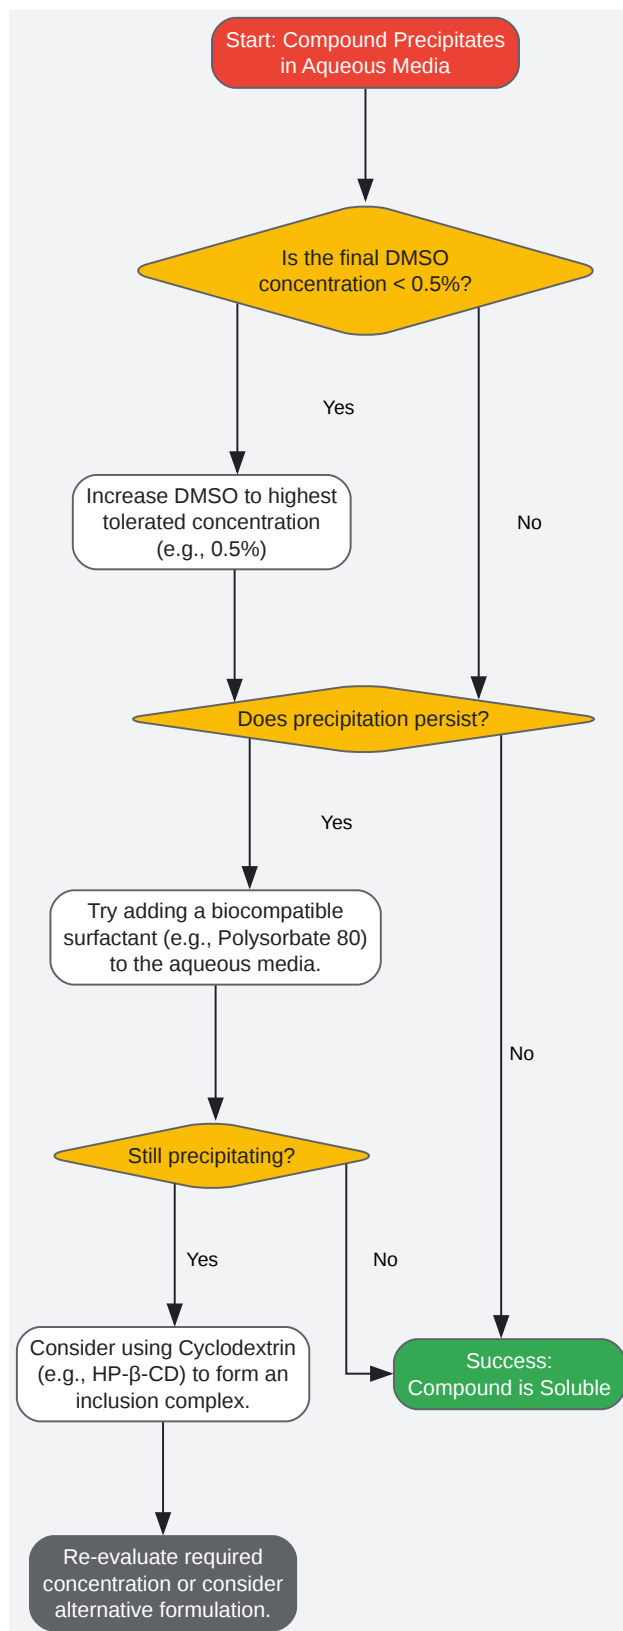 Start: Compound Precipitates
in Aqueous Media
Is the final DMSO
concentration < 0.5%?
Yes
Increase DMSO to highest
tolerated concentration
(e.g., 0.5%)
No
Does precipitation persist?
Yes
Try adding a biocompatible
surfactant (e.g., Polysorbate 80)
to the aqueous media.
No
Still precipitating?
Yes
No
Consider using Cyclodextrin
(e.g., HP-β-CD) to form an
inclusion complex.
Success:
Compound is Soluble
Re-evaluate required
concentration or consider
alternative formulation.